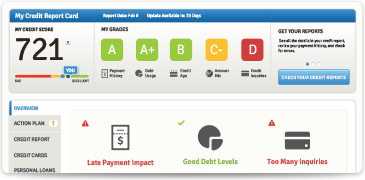 My Credit Report Card
Report Date: Feb 8
Update Available in: 23 Days
MY CREDIT SCORE
721
YOU
BAD
EXCELLENT
MY GRADES
A
A+
B
C-
D
Payment History
Debt Usage
Credit Age
Account Mix
Credit Inquiries
GET YOUR REPORTS
See all the details in your credit report,
review your payment history, and check
for errors.
CHECK YOUR CREDIT REPORTS
OVERVIEW
ACTION PLAN
CREDIT REPORT
CREDIT CARDS
PERSONAL LOANS
Late Payment Impact
Good Debt Levels
Too Many Inquiries